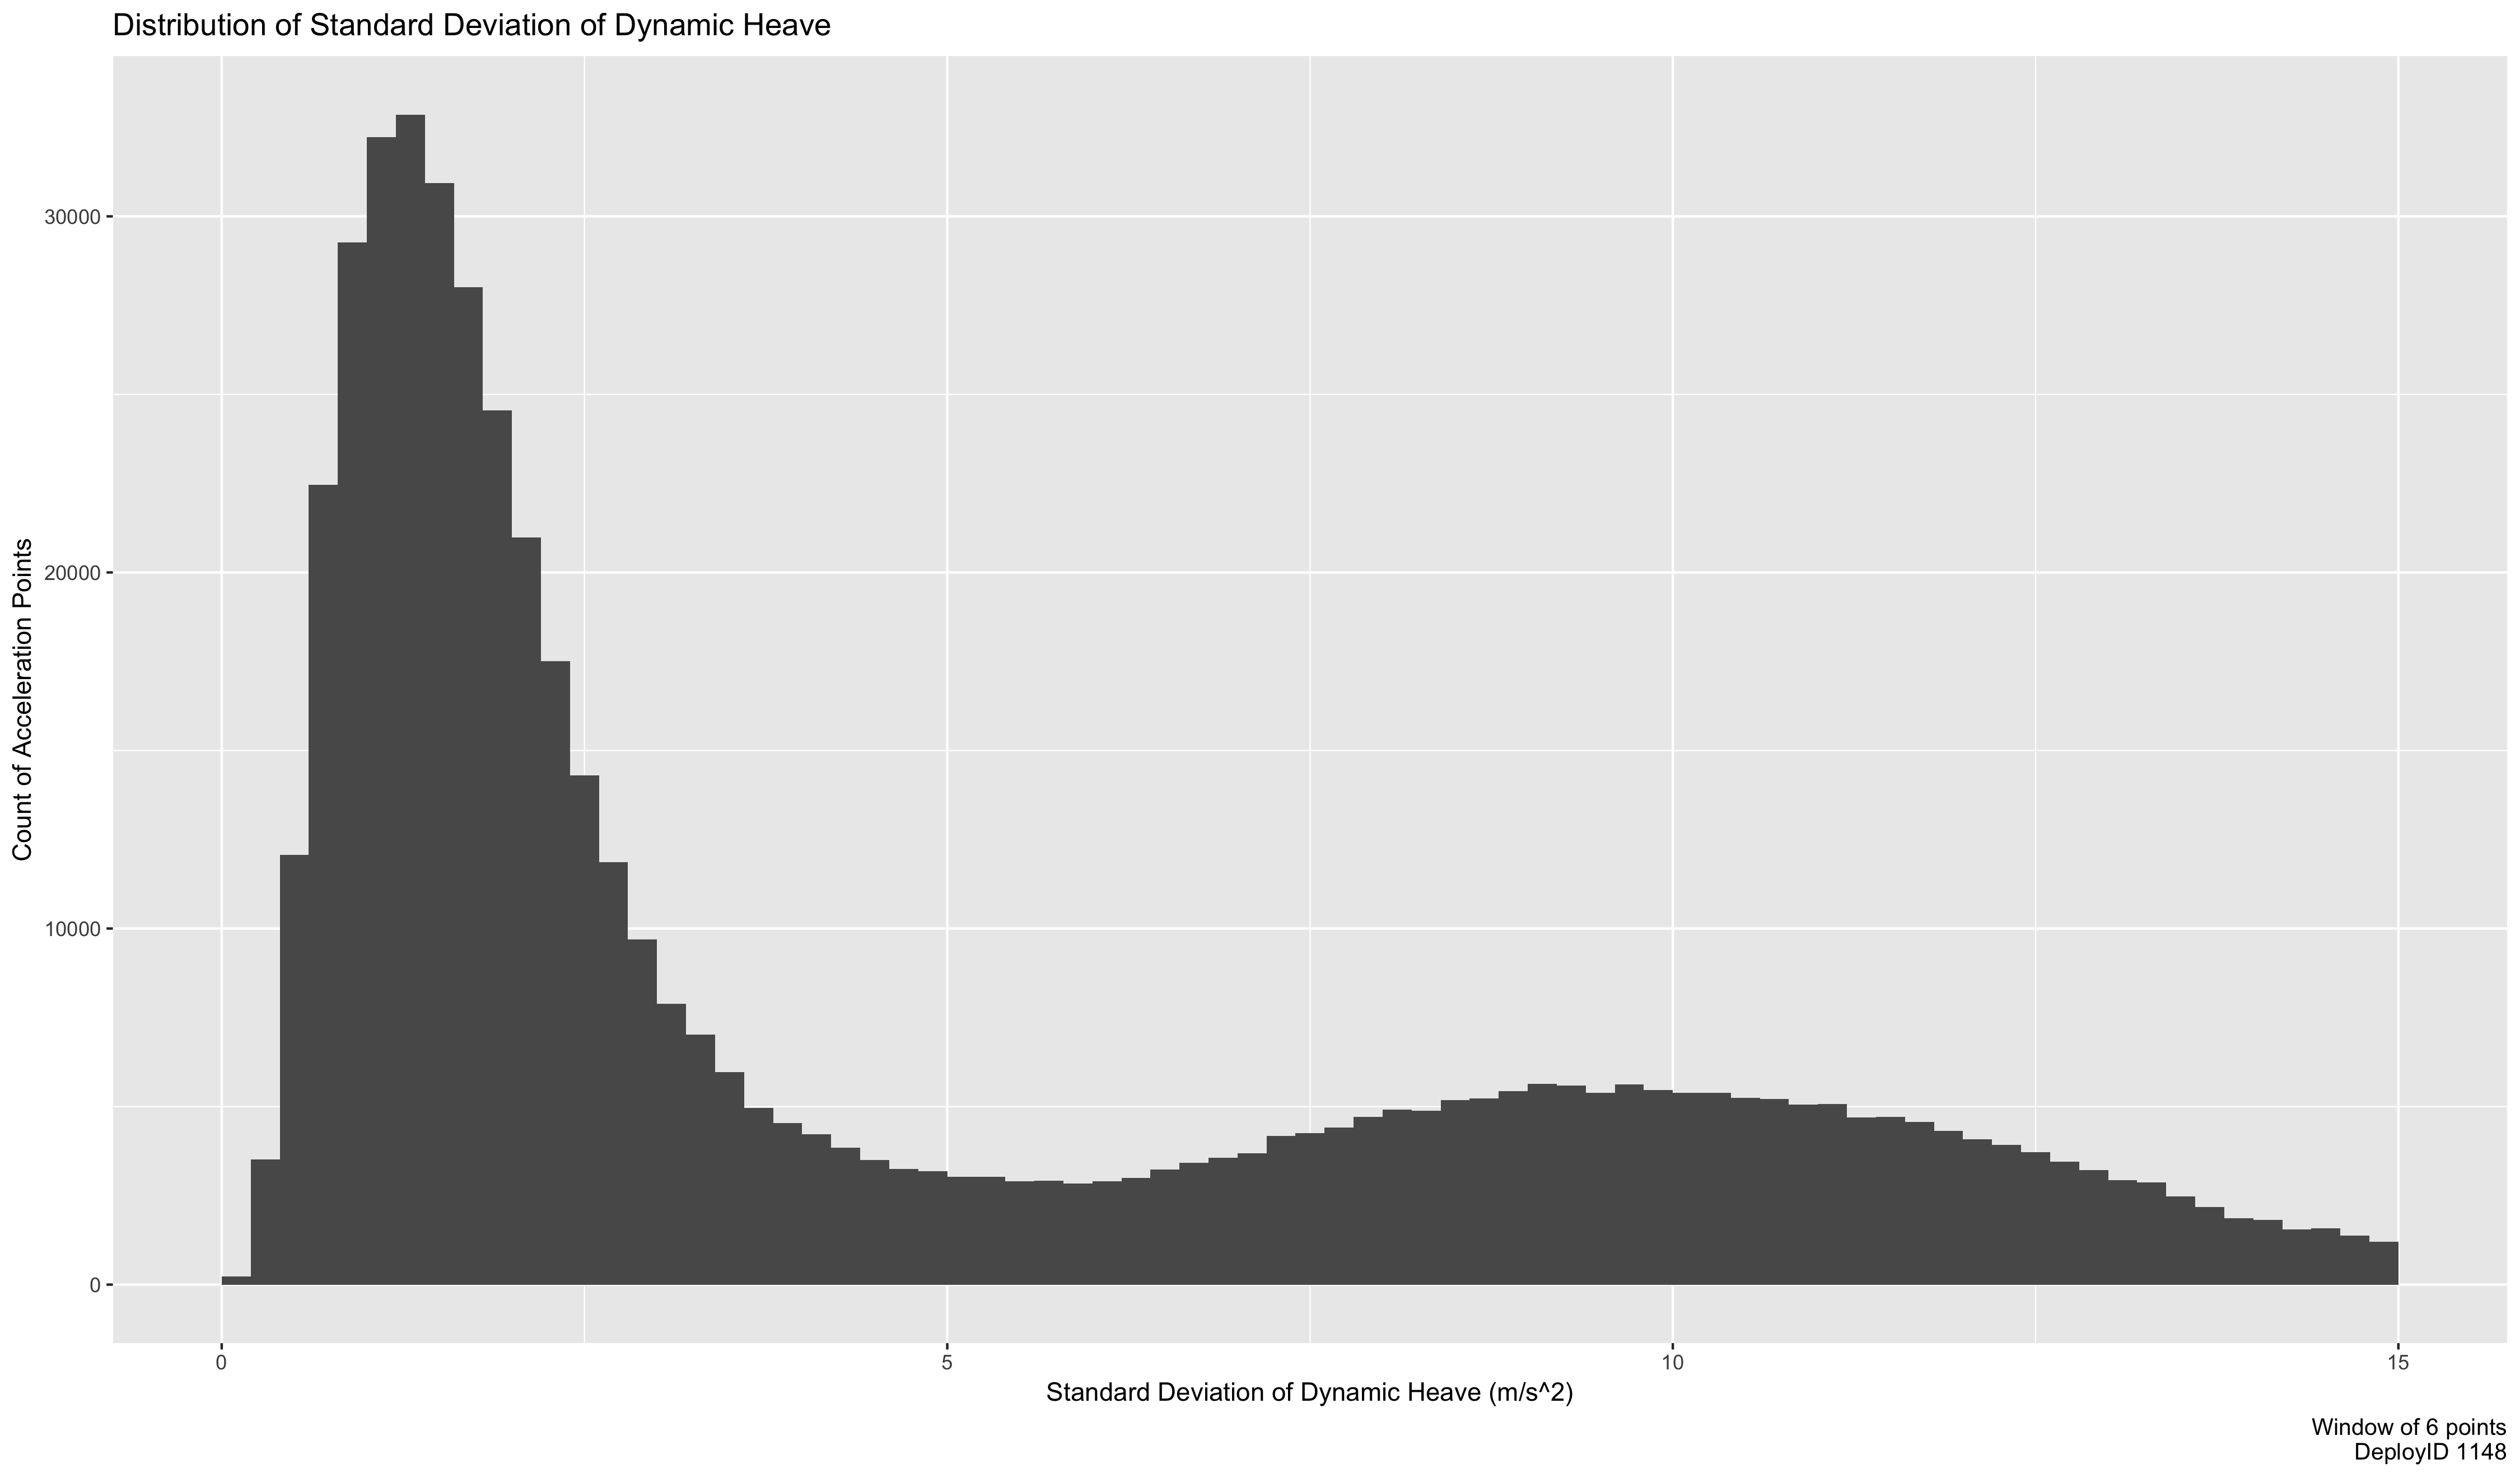 Distribution of Standard Deviation of Dynamic Heave
Count of Acceleration Points
30000
20000
10000
0
0
5
10
15
Standard Deviation of Dynamic Heave (m/s^2)
Window of 6 points
DeployID 1148